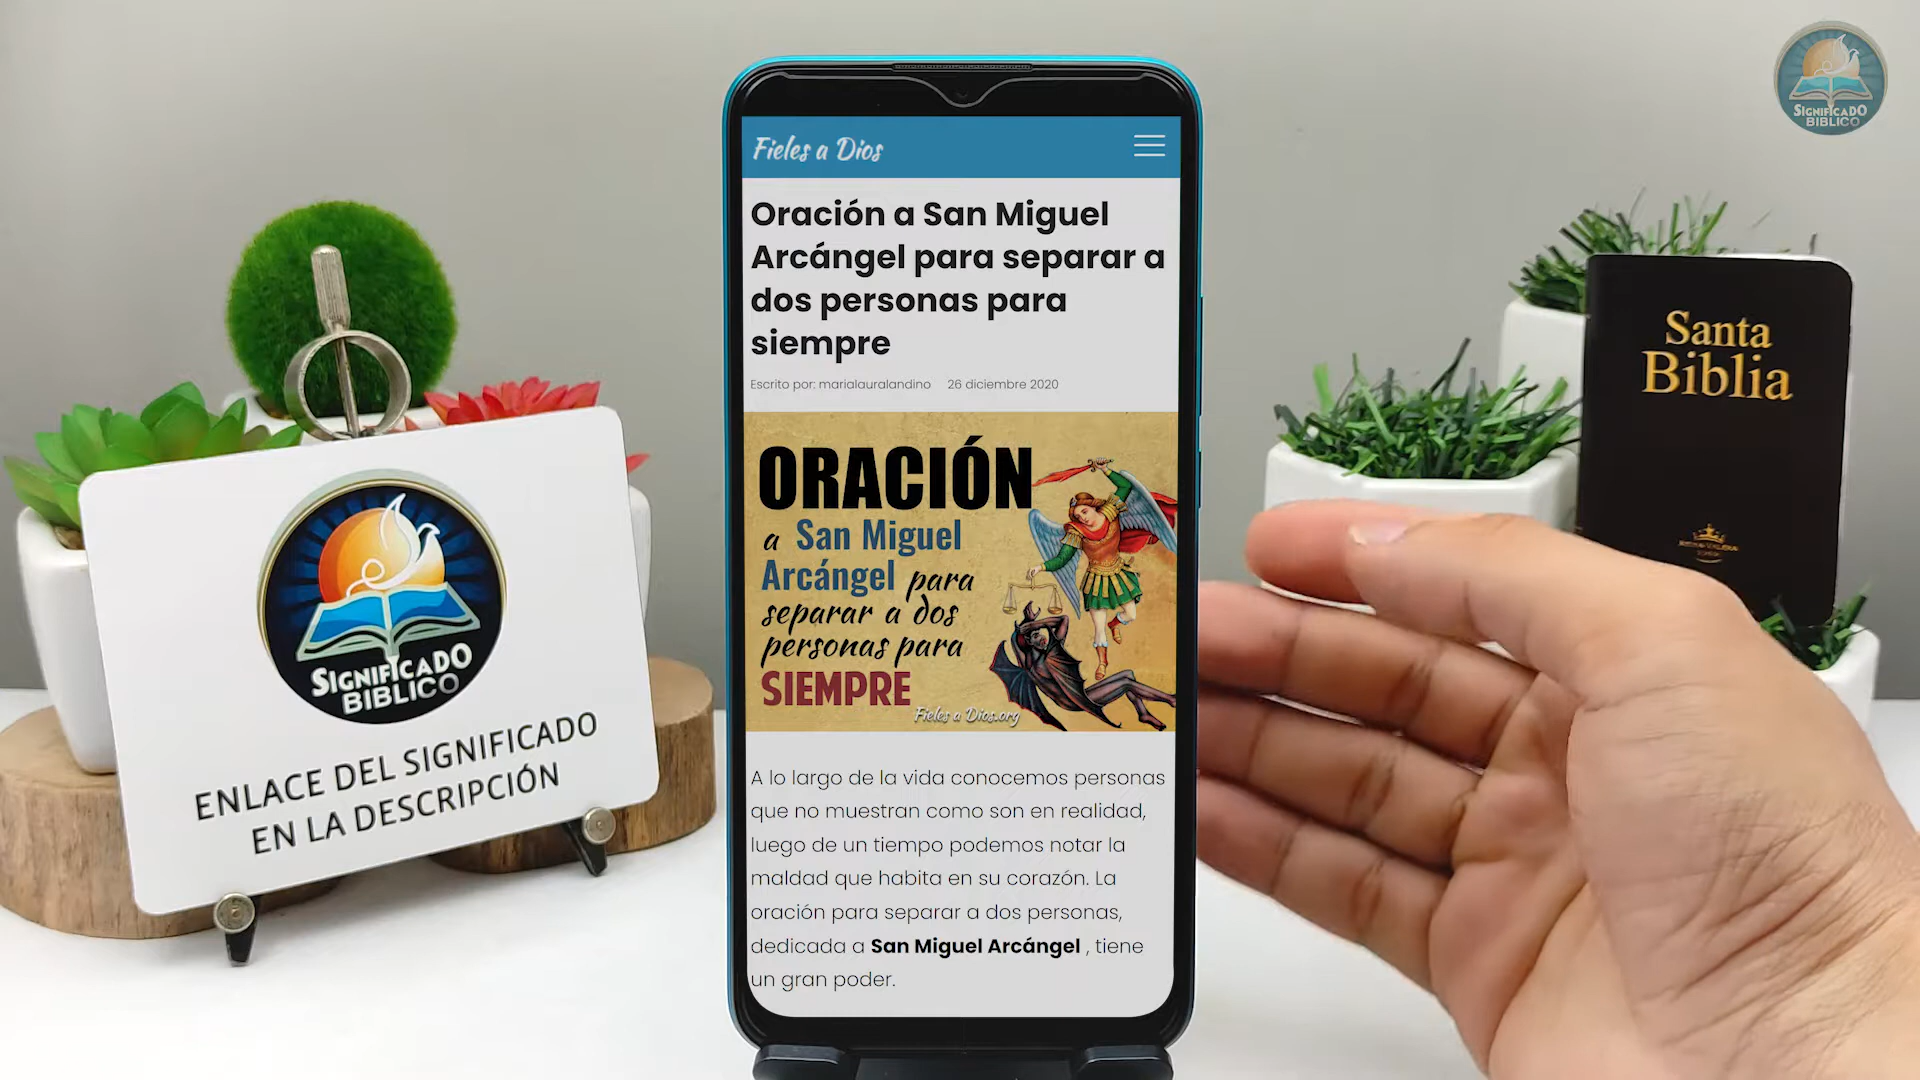 SIGNIFICADO
BIBLICO
Fieles a Dios
Oración a San Miguel
Arcángel para separar a
dos personas para
siempre
Escrito por: marialauralandino 26 diciembre 2020
ORACIÓN
a San Miguel
Arcángel para
separar a dos
personas para
SIEMPRE
Fieles a Dios.org
A lo largo de la vida conocemos personas
que no muestran como son en realidad,
luego de un tiempo podemos notar la
maldad que habita en su corazón. La
oración para separar a dos personas,
dedicada a San Miguel Arcángel , tiene
un gran poder.
SIGNIFICADO
BIBLICO
ENLACE DEL SIGNIFICADO
EN LA DESCRIPCIÓN
Santa
Biblia